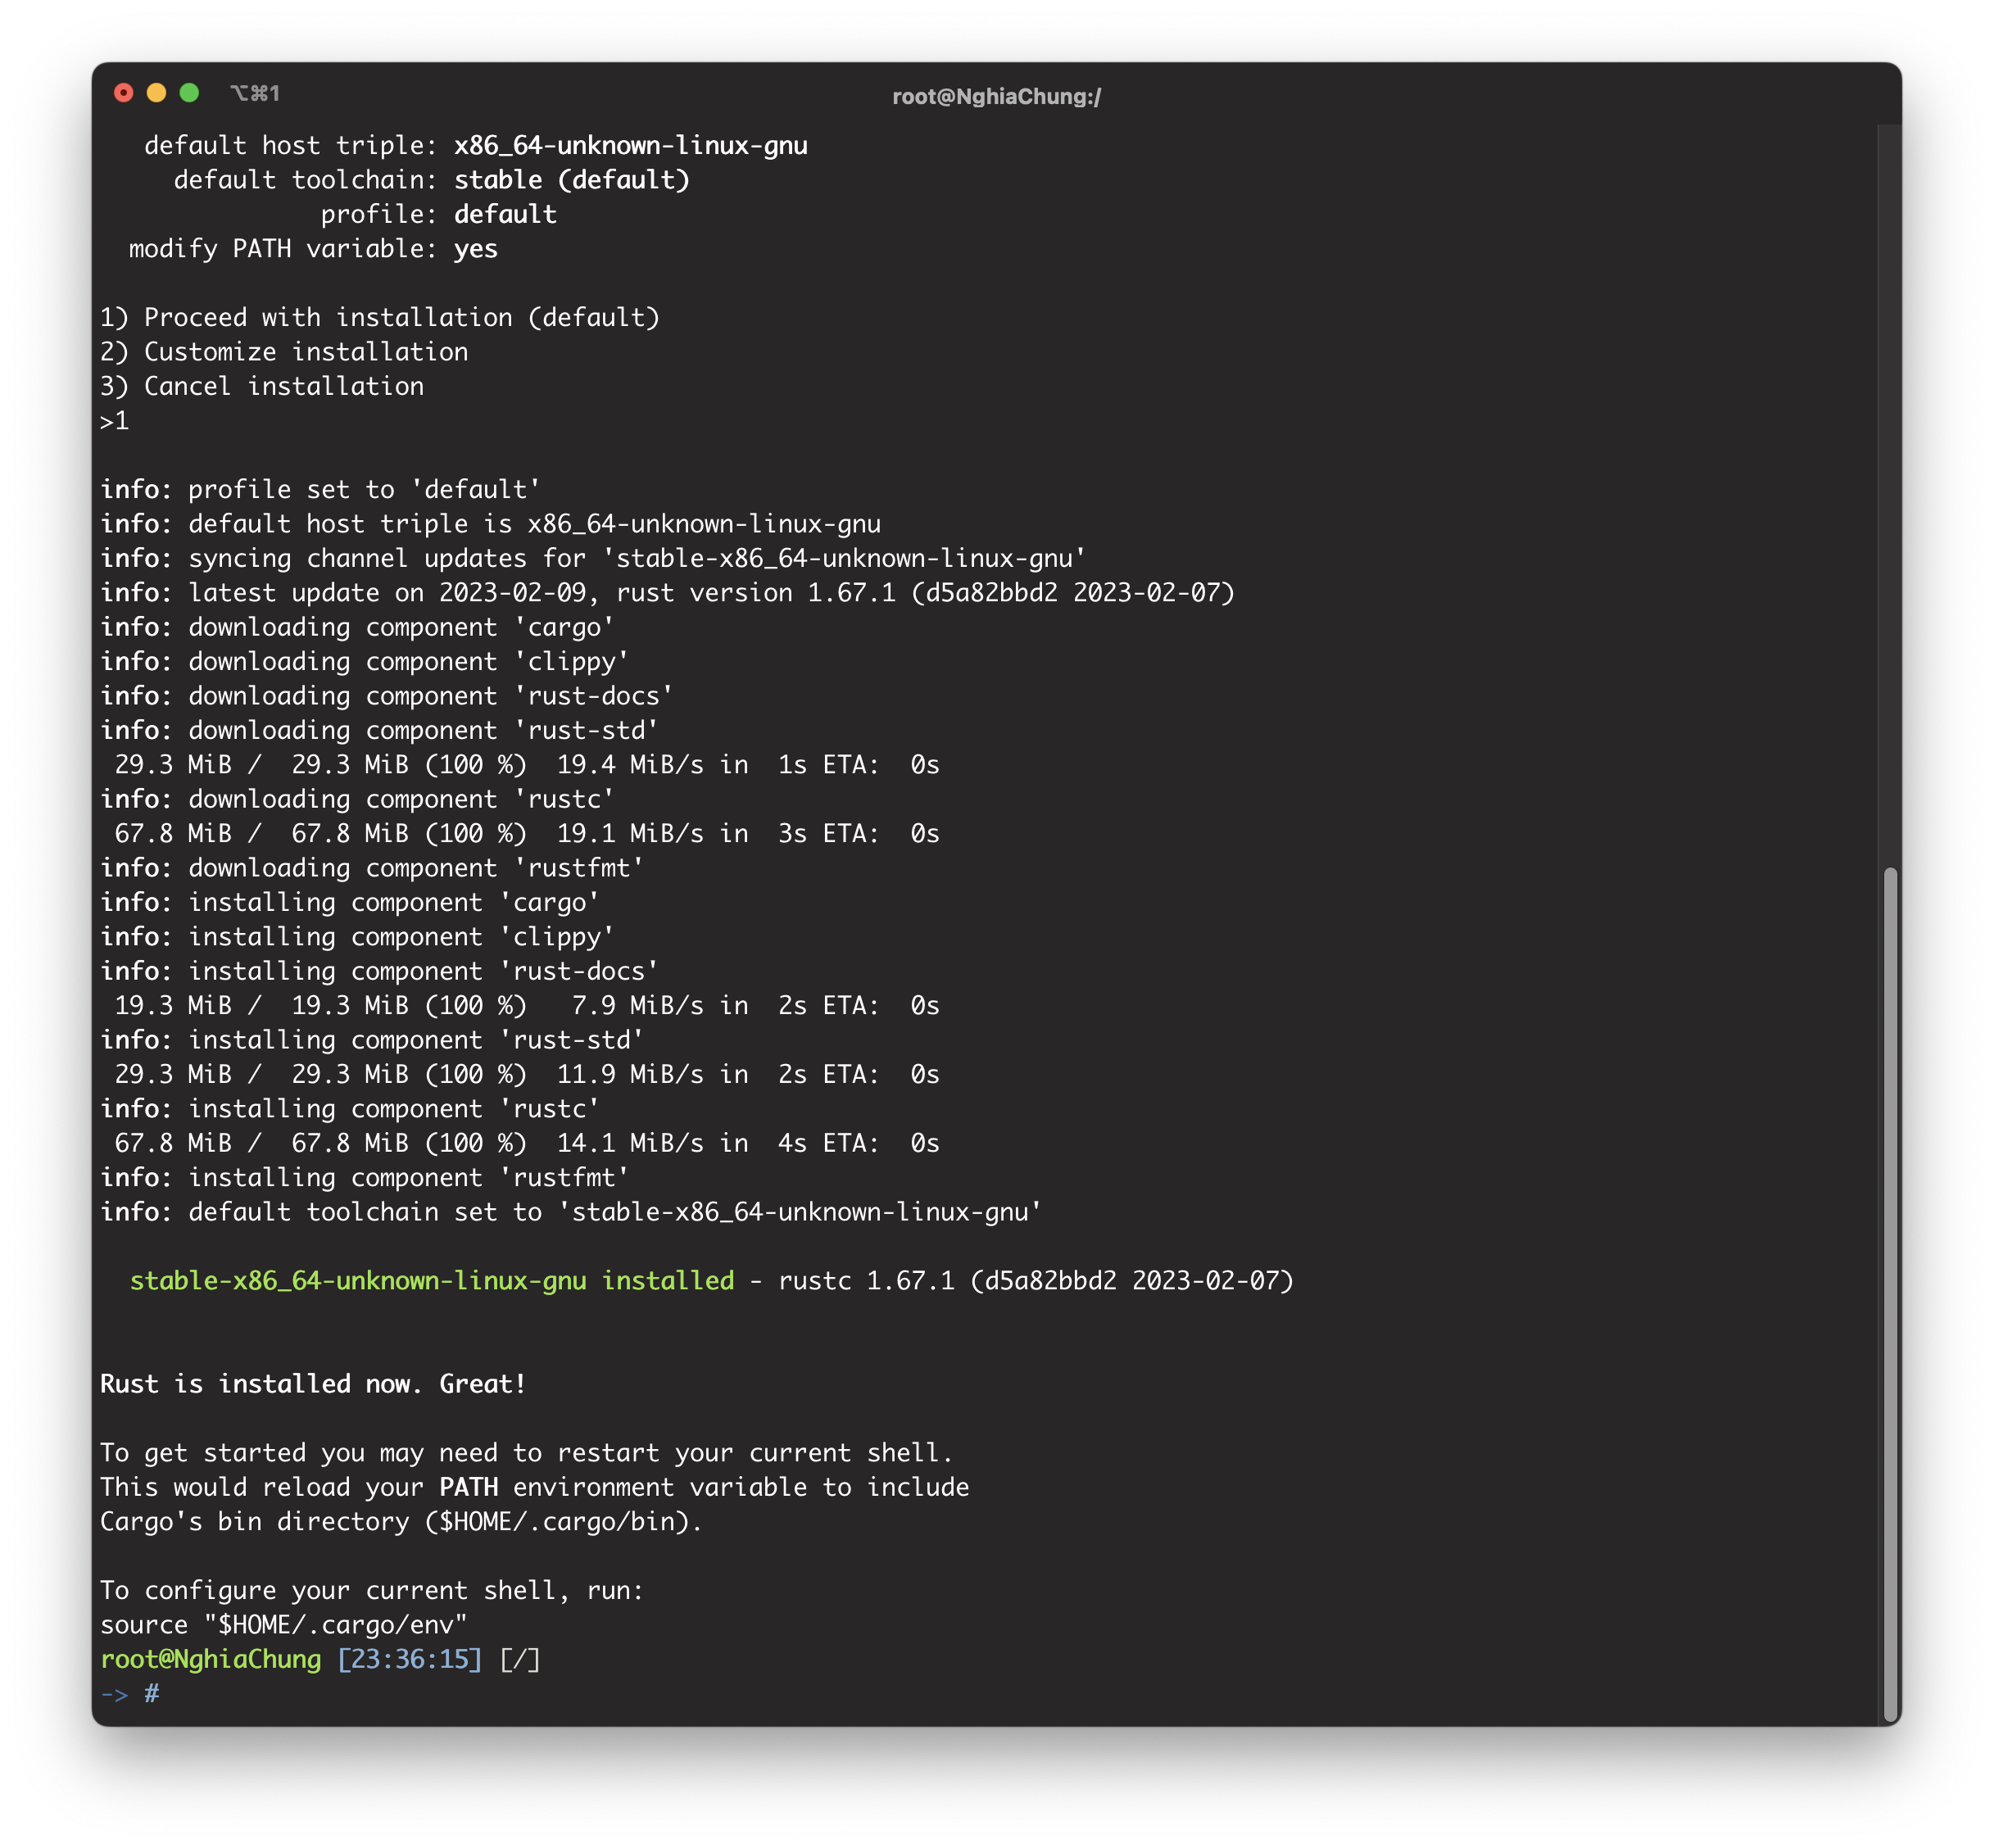 ⌥⌘1
root@NghiaChung:/
default host triple: x86_64-unknown-linux-gnu
default toolchain: stable (default)
profile: default
modify PATH variable: yes
1) Proceed with installation (default)
2) Customize installation
3) Cancel installation
>1
info: profile set to 'default'
info: default host triple is x86_64-unknown-linux-gnu
info: syncing channel updates for 'stable-x86_64-unknown-linux-gnu'
info: latest update on 2023-02-09, rust version 1.67.1 (d5a82bbd2 2023-02-07)
info: downloading component 'cargo'
info: downloading component 'clippy'
info: downloading component 'rust-docs'
info: downloading component 'rust-std'
29.3 MiB /  29.3 MiB (100 %)  19.4 MiB/s in  1s ETA:  0s
info: downloading component 'rustc'
67.8 MiB /  67.8 MiB (100 %)  19.1 MiB/s in  3s ETA:  0s
info: downloading component 'rustfmt'
info: installing component 'cargo'
info: installing component 'clippy'
info: installing component 'rust-docs'
19.3 MiB /  19.3 MiB (100 %)   7.9 MiB/s in  2s ETA:  0s
info: installing component 'rust-std'
29.3 MiB /  29.3 MiB (100 %)  11.9 MiB/s in  2s ETA:  0s
info: installing component 'rustc'
67.8 MiB /  67.8 MiB (100 %)  14.1 MiB/s in  4s ETA:  0s
info: installing component 'rustfmt'
info: default toolchain set to 'stable-x86_64-unknown-linux-gnu'
stable-x86_64-unknown-linux-gnu installed - rustc 1.67.1 (d5a82bbd2 2023-02-07)
Rust is installed now. Great!
To get started you may need to restart your current shell.
This would reload your PATH environment variable to include
Cargo's bin directory ($HOME/.cargo/bin).
To configure your current shell, run:
source "$HOME/.cargo/env"
root@NghiaChung [23:36:15] [/]
-> #